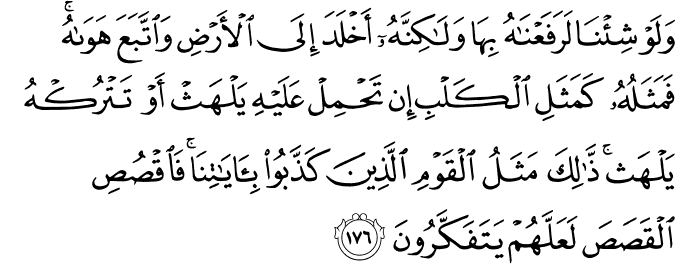 وَلَوْ شِئْنَا لَرَفَعْنَٰهُ بِهَا وَلَٰكِنَّهُۥٓ أَخْلَدَ إِلَى ٱلْأَرْضِ وَٱتَّبَعَ هَوَىٰهُ ۚ
فَمَثَلُهُۥ كَمَثَلِ ٱلْكَلْبِ إِن تَحْمِلْ عَلَيْهِ يَلْهَثْ أَوْ تَتْرُكْهُ
يَلْهَث ۚ ذَّٰلِكَ مَثَلُ ٱلْقَوْمِ ٱلَّذِينَ كَذَّبُوا۟ بِـَٔايَٰتِنَا ۚ فَٱقْصُصِ
ٱلْقَصَصَ لَعَلَّهُمْ يَتَفَكَّرُونَ ١٧٦